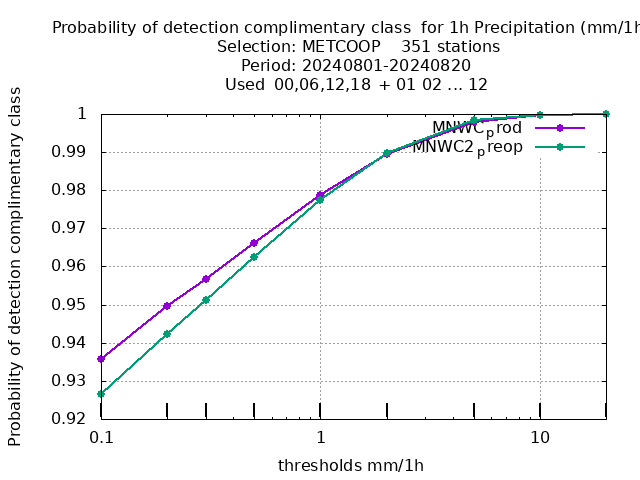 Probability of detection complimentary class  for 1h Precipitation (mm/1h
Selection: METCOOP    351 stations
Period: 20240801-20240820
Used  00,06,12,18 + 01 02 ... 12
Probability of detection complimentary class
1
0.99
0.98
0.97
0.96
0.95
0.94
0.93
0.92
MNWCprod
MNWC2preop
0.1
1
10
thresholds mm/1h